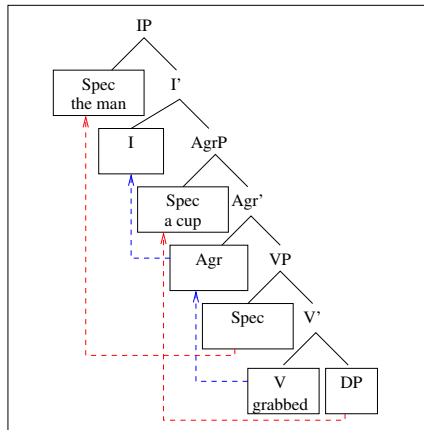 IP
Spec
the man
I'
I
AgrP
Spec
a cup
Agr'
Agr
VP
Spec
V'
V
grabbed
DP